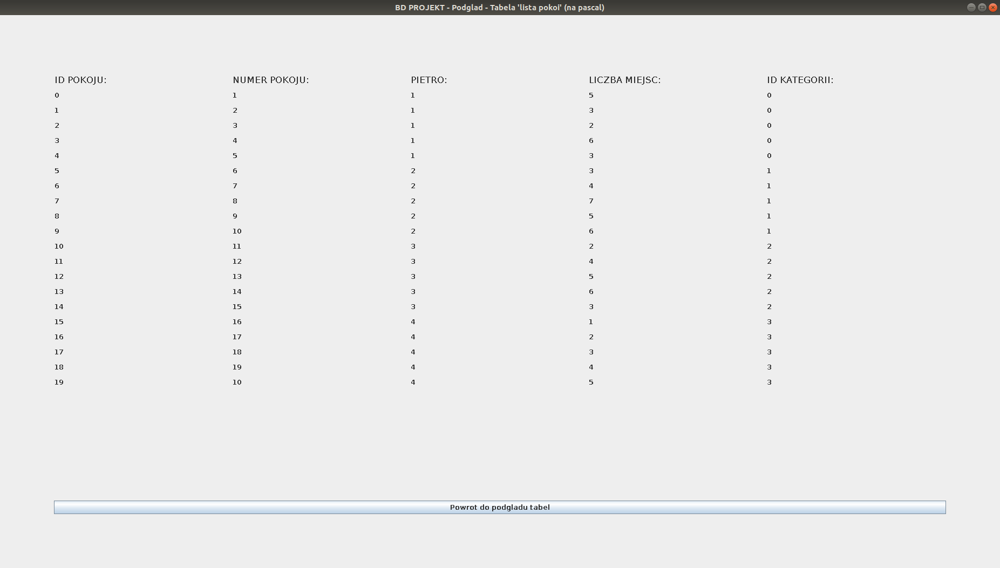 BD PROJEKT - Podglad - Tabela 'lista pokoi' (na pascal)
ID POKOJU: NUMER POKOJU: PIETRO: LICZBA MIEJSC: ID KATEGORII:
0 1 1 5 0
1 2 1 3 0
2 3 1 2 0
3 4 1 6 0
4 5 1 3 0
5 6 2 3 1
6 7 2 4 1
7 8 2 7 1
8 9 2 5 1
9 10 2 6 1
10 11 3 2 2
11 12 3 4 2
12 13 3 5 2
13 14 3 6 2
14 15 3 3 2
15 16 4 1 3
16 17 4 2 3
17 18 4 3 3
18 19 4 4 3
19 10 4 5 3
Powrot do podgladu tabel